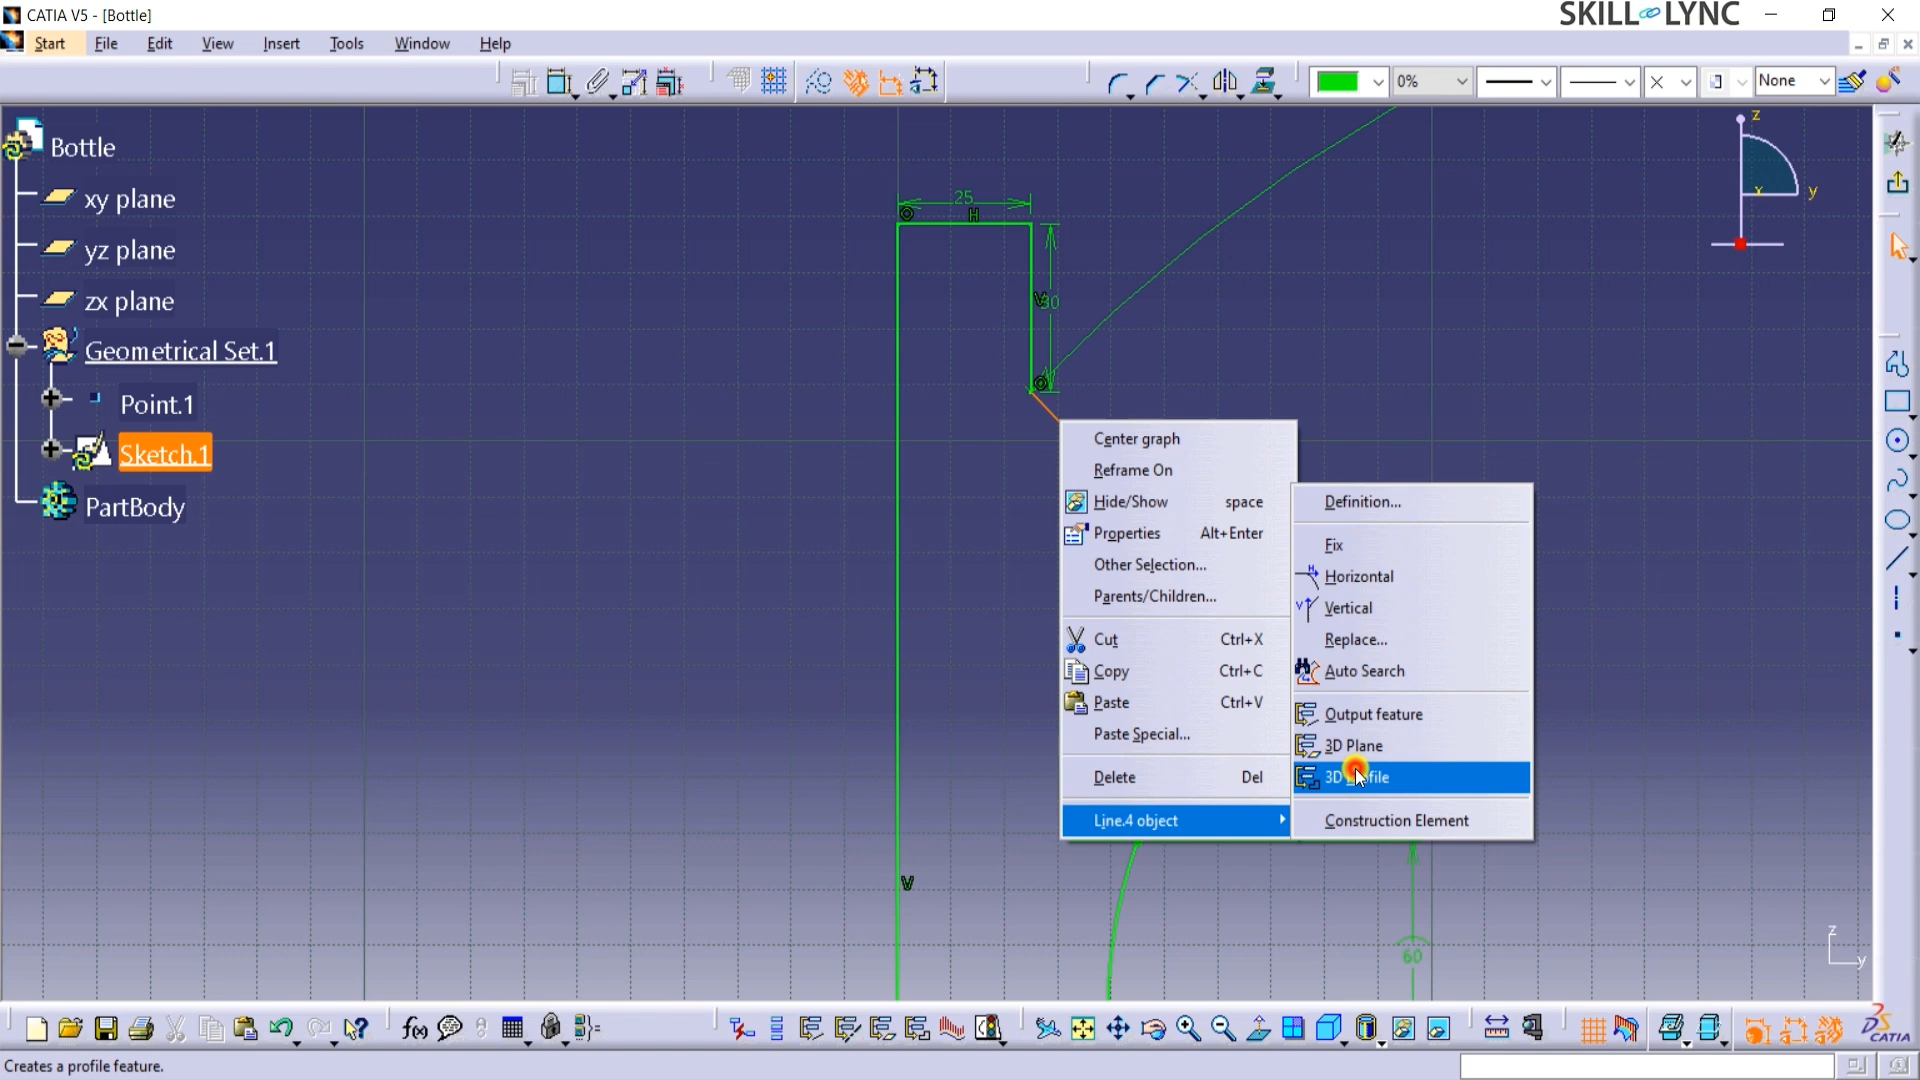 CATIA V5 - [Bottle]
SKILL LYNC
Start File Edit View Insert Tools Window Help
0%
None
Bottle
xy plane
yz plane
zx plane
Geometrical Set.1
Point.1
Sketch.1
PartBody
25
H
V
30
V
60
z
x
y
z
y
Center graph
Reframe On
Hide/Show space
Properties Alt+Enter
Other Selection...
Parents/Children...
Cut Ctrl+X
Copy Ctrl+C
Paste Ctrl+V
Paste Special...
Delete Del
Line.4 object
Definition...
Fix
Horizontal
Vertical
Replace...
Auto Search
Output feature
3D Plane
3D Profile
Construction Element
f(x)
CATIA
Creates a profile feature.